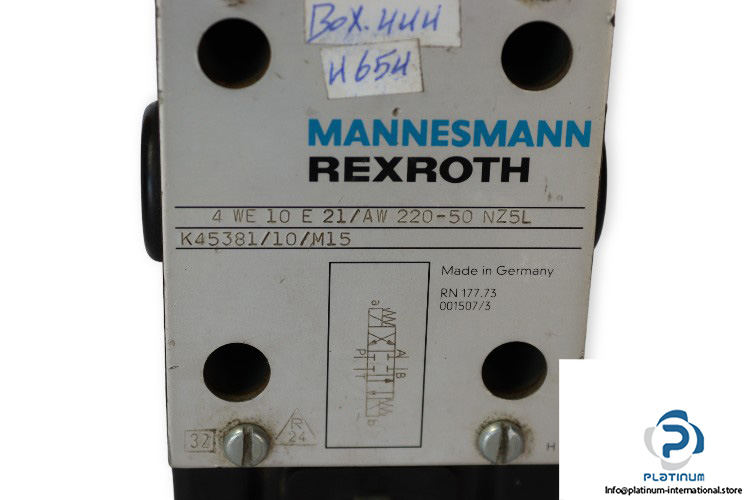 BOX.444
H654
MANNESMANN
REXROTH
4 WE 10 E 21/AW 220-50 NZ5L
K45381/10/M15
Made in Germany
RN 177.73
001507/3
a
P A
T B
b
32
R
24
H
PLATINUM
Info@platinum-international.store